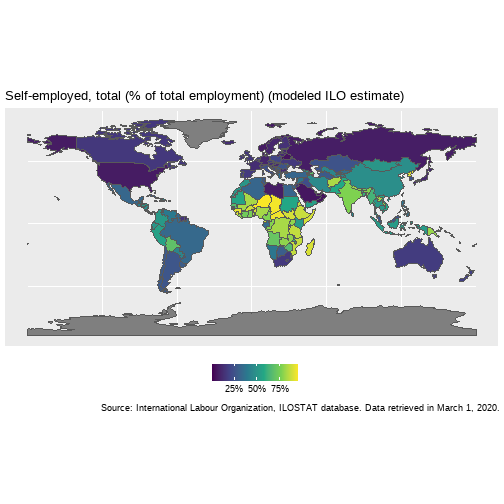 Self-employed, total (% of total employment) (modeled ILO estimate)
25% 50% 75%
Source: International Labour Organization, ILOSTAT database. Data retrieved in March 1, 2020.